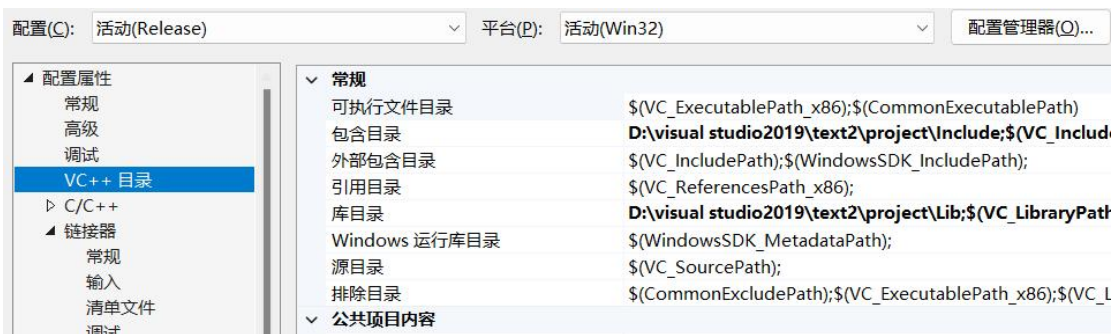 配置(C): 活动(Release) 平台(P): 活动(Win32) 配置管理器(O)...
配置属性
常规
高级
调试
VC++ 目录
C/C++
链接器
常规
输入
清单文件
调试
常规
可执行文件目录 $(VC_ExecutablePath_x86);$(CommonExecutablePath)
包含目录 D:\visual studio2019\text2\project\Include;$(VC_Include
外部包含目录 $(VC_IncludePath);$(WindowsSDK_IncludePath);
引用目录 $(VC_ReferencesPath_x86);
库目录 D:\visual studio2019\text2\project\Lib;$(VC_LibraryPath
Windows 运行库目录 $(WindowsSDK_MetadataPath);
源目录 $(VC_SourcePath);
排除目录 $(CommonExcludePath);$(VC_ExecutablePath_x86);$(VC_L
公共项目内容